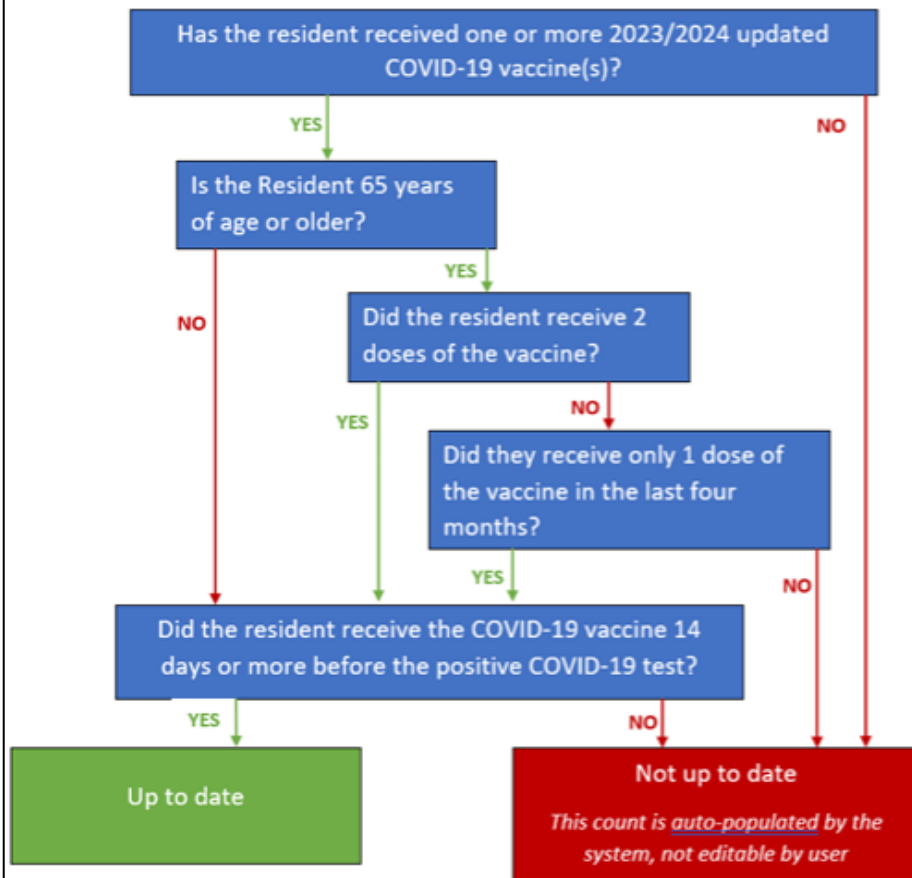 Has the resident received one or more 2023/2024 updated
COVID-19 vaccine(s)?
YES
NO
Is the Resident 65 years
of age or older?
YES
NO
Did the resident receive 2
doses of the vaccine?
YES
NO
Did they receive only 1 dose of
the vaccine in the last four
months?
YES
NO
Did the resident receive the COVID-19 vaccine 14
days or more before the positive COVID-19 test?
YES
NO
Up to date
Not up to date
This count is auto-populated by the
system, not editable by user